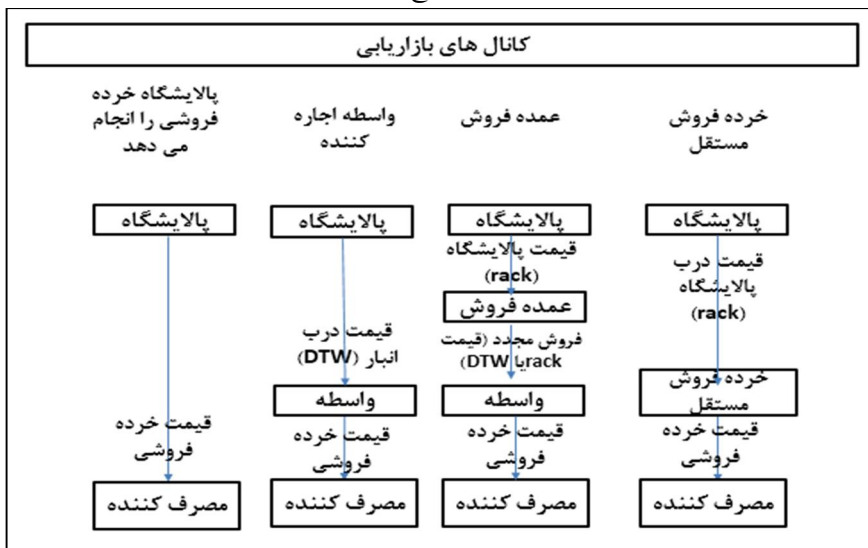 کانال های بازاریابی
خرده فروش
مستقل
عمده فروش
واسطه اجاره
کننده
پالایشگاه خرده
فروشی را انجام
می دهد
پالایشگاه
قیمت درب
پالایشگاه
(rack)
خرده فروش
مستقل
قیمت خرده
فروشی
مصرف کننده
پالایشگاه
قیمت پالایشگاه
(rack)
عمده فروش
فروش مجدد (قیمت
rackیا DTW)
واسطه
قیمت خرده
فروشی
مصرف کننده
پالایشگاه
قیمت درب
انبار (DTW)
واسطه
قیمت خرده
فروشی
مصرف کننده
پالایشگاه
قیمت خرده
فروشی
مصرف کننده